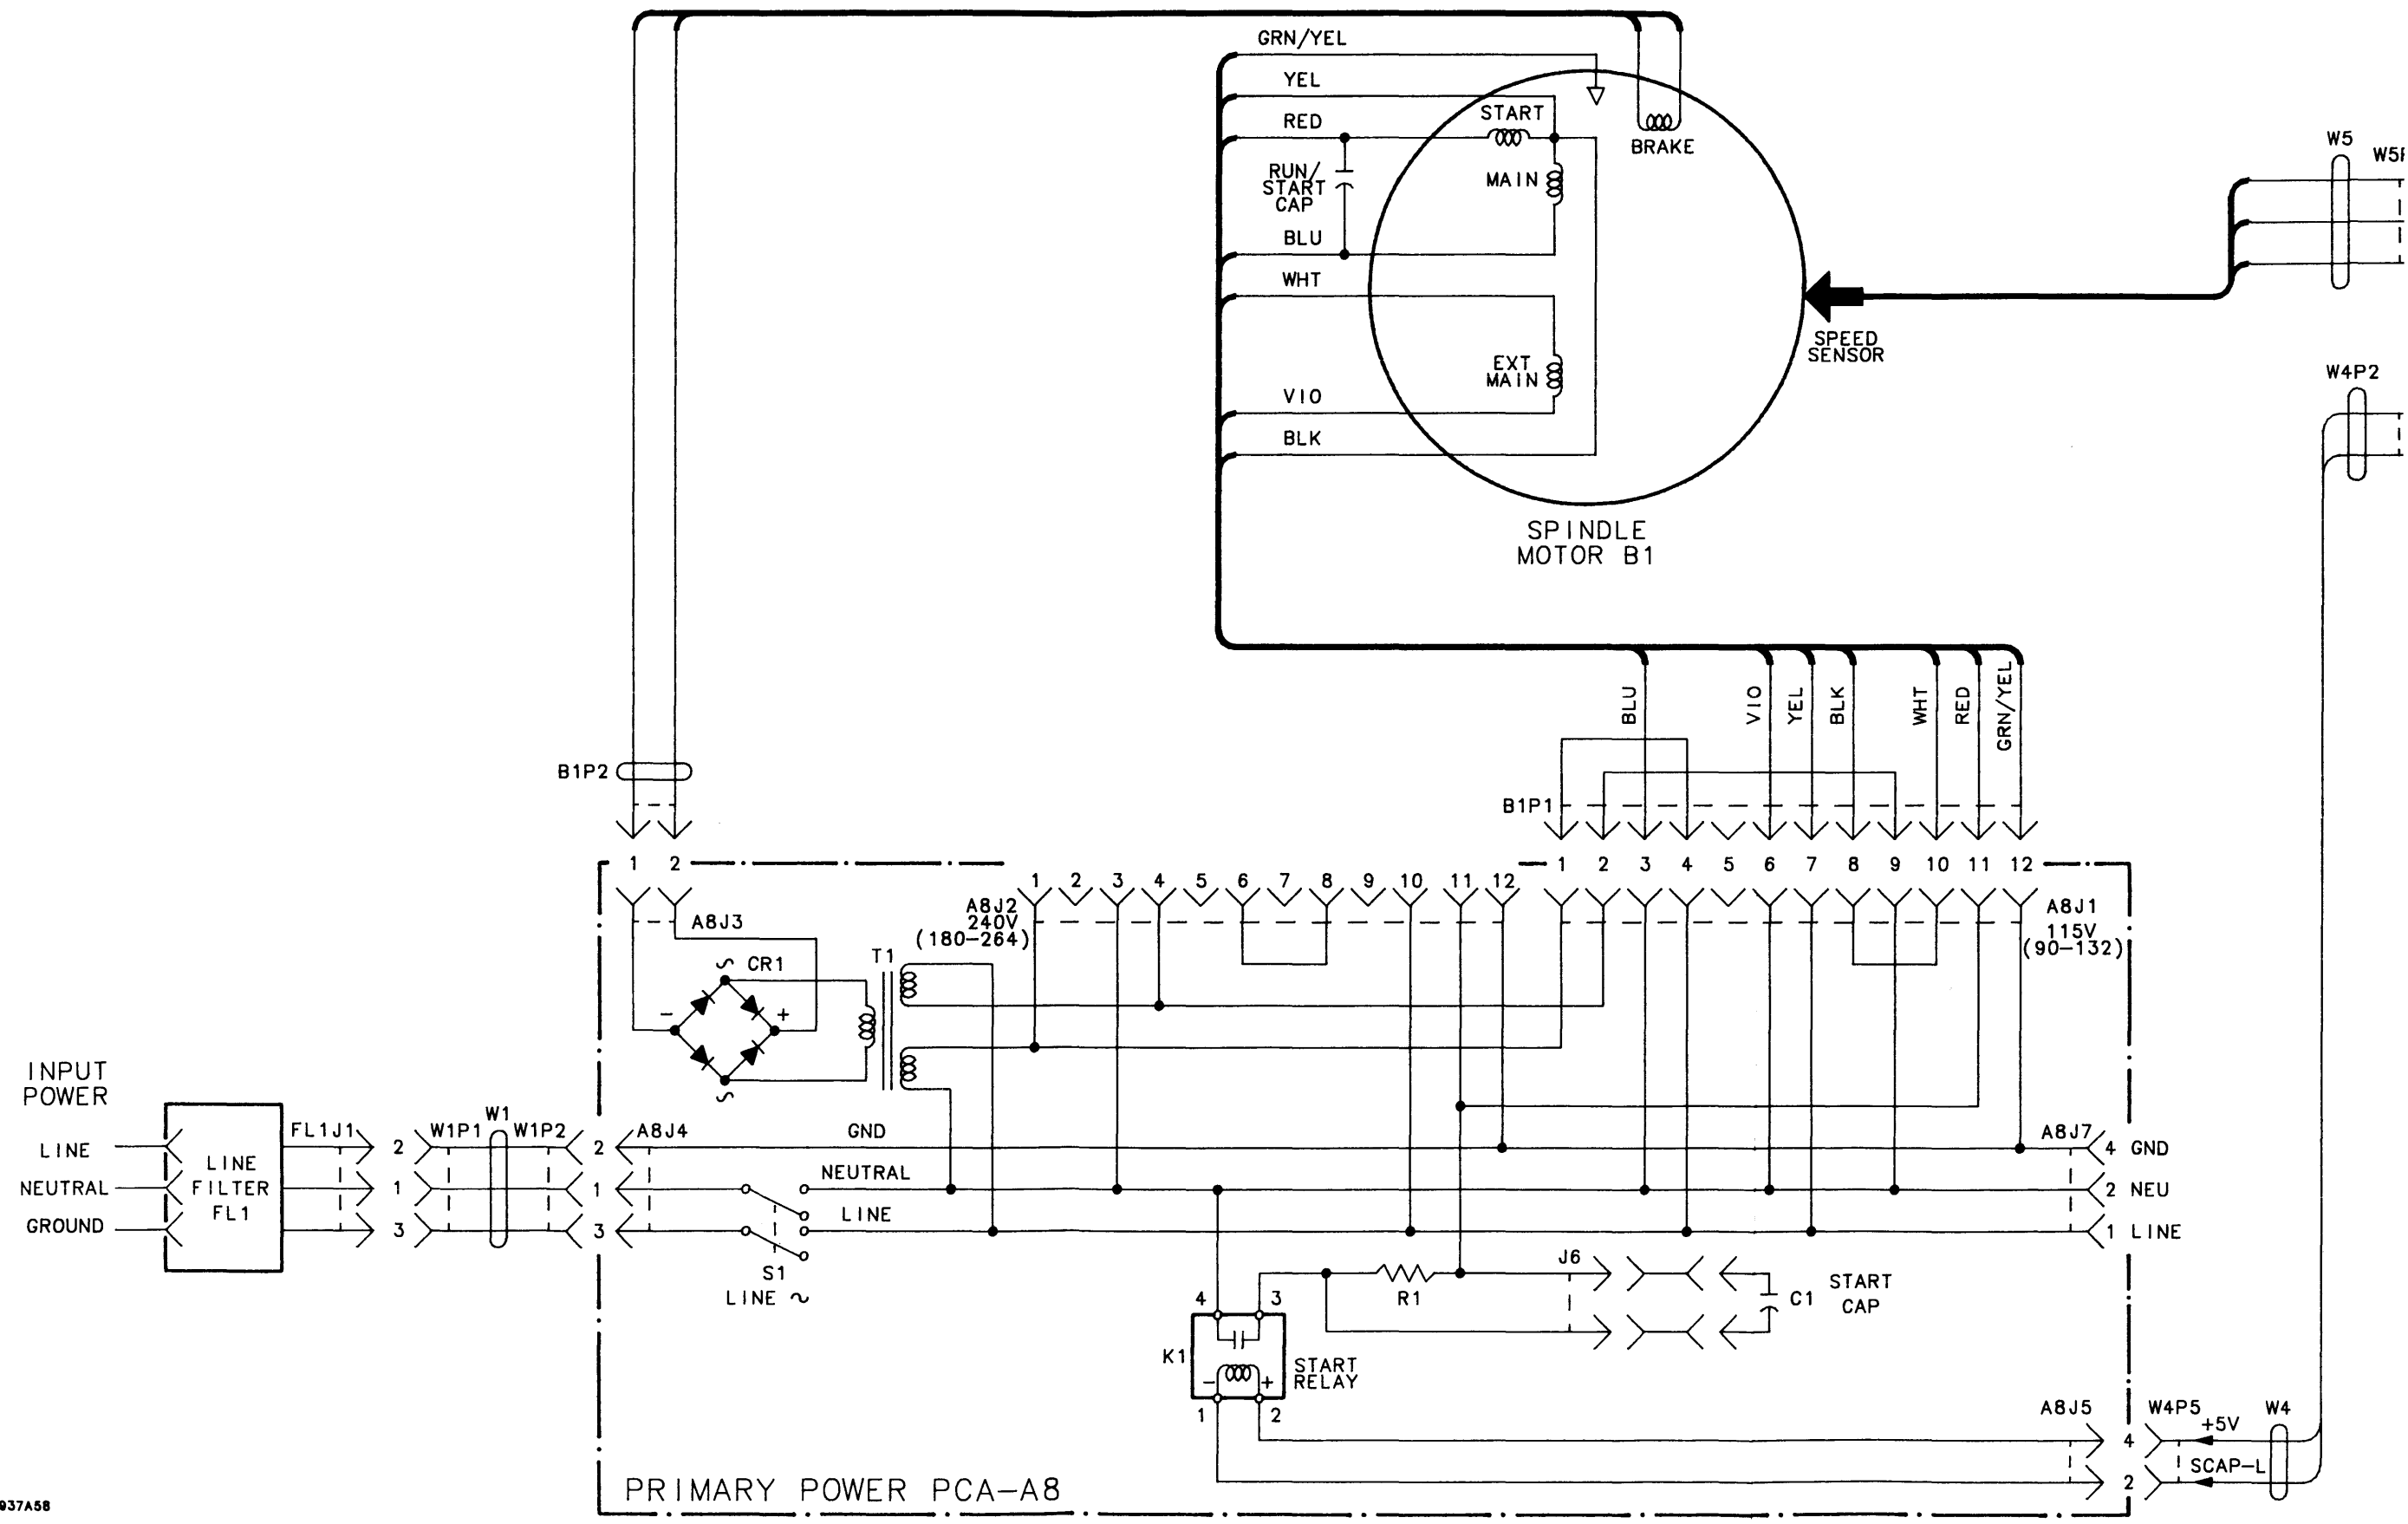 GRN/YEL
YEL
RED
START
BRAKE
RUN/
START
CAP
MAIN
BLU
WHT
EXT
MAIN
VIO
BLK
SPINDLE
MOTOR B1
SPEED
SENSOR
W5
W4P2
BLU
VIO
YEL
BLK
WHT
RED
GRN/YEL
B1P2
B1P1
1 2
1 2 3 4 5 6 7 8 9 10 11 12
1 2 3 4 5 6 7 8 9 10 11 12
A8J3
A8J2
240V
(180-264)
A8J1
115V
(90-132)
CR1
T1
-
+
INPUT
POWER
LINE
NEUTRAL
GROUND
LINE
FILTER
FL1
FL1J1
W1P1
W1
W1P2
A8J4
2
1
3
2
1
3
GND
NEUTRAL
LINE
S1
LINE ~
A8J7
4 GND
2 NEU
1 LINE
J6
R1
C1
START
CAP
4
3
K1
START
RELAY
-
+
1
2
A8J5
W4P5
W4
+5V
4
SCAP-L
2
PRIMARY POWER PCA-A8
937A58